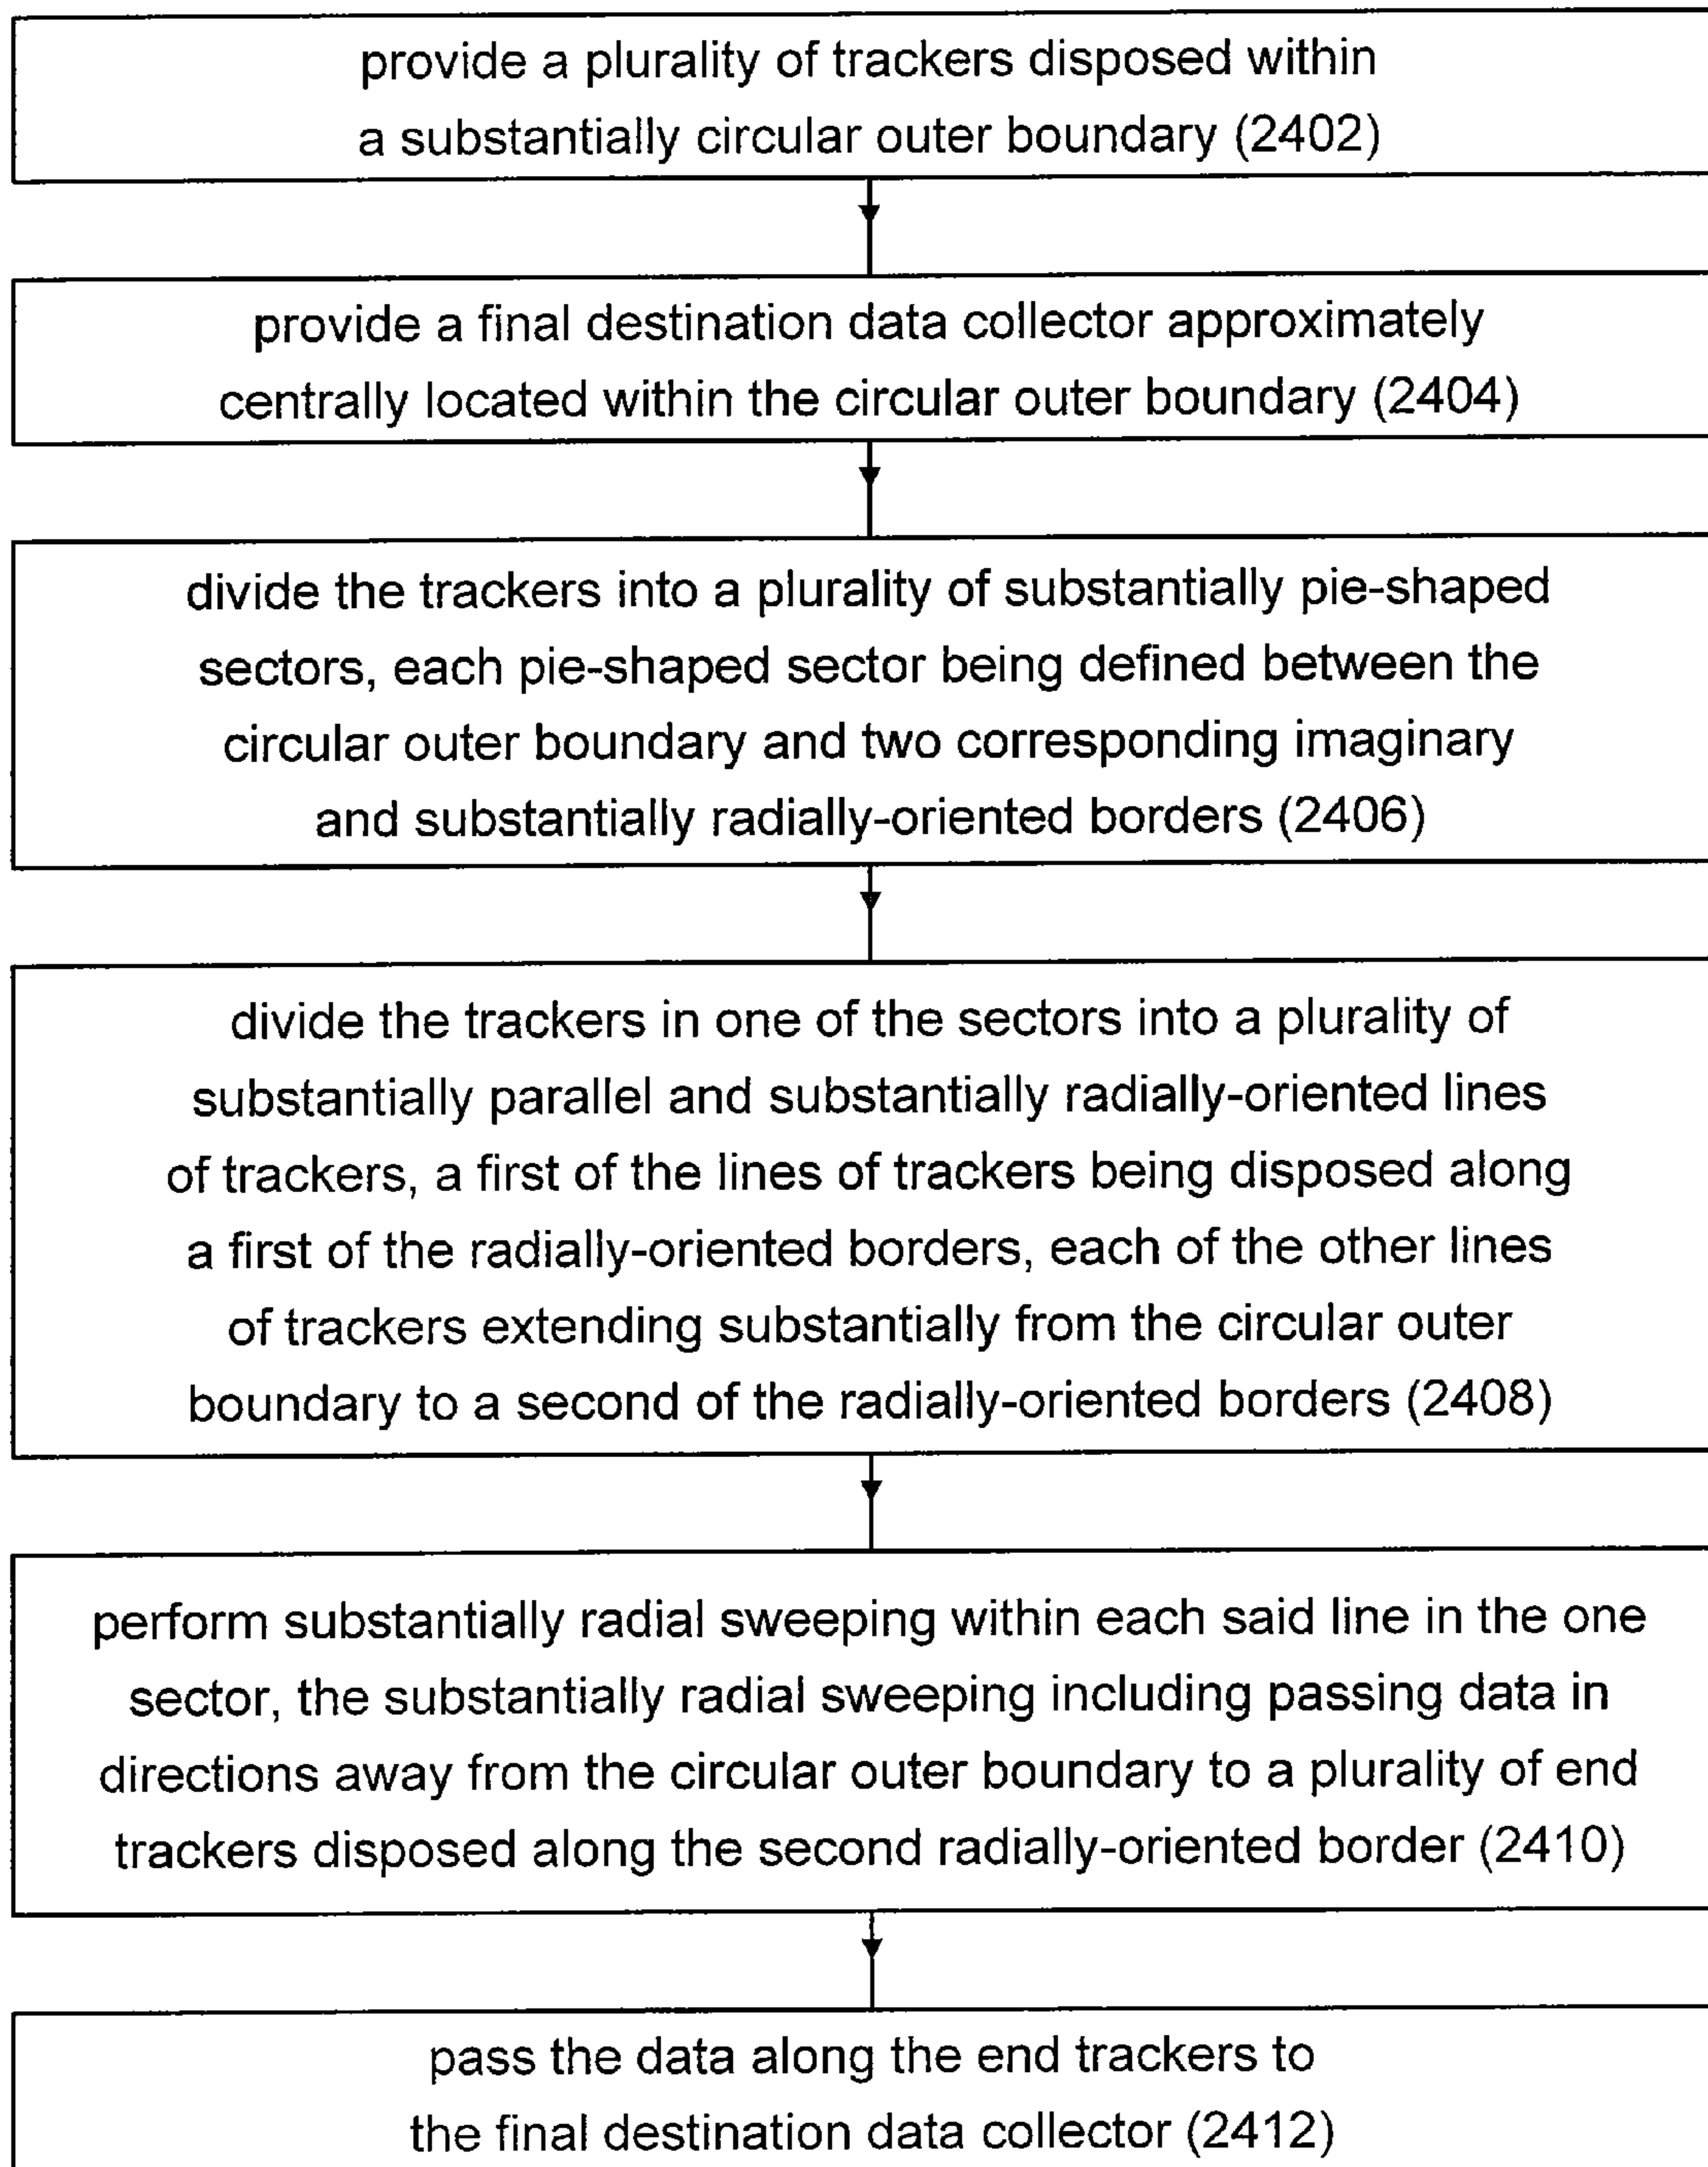 provide a plurality of trackers disposed within
a substantially circular outer boundary (2402)
provide a final destination data collector approximately
centrally located within the circular outer boundary (2404)
divide the trackers into a plurality of substantially pie-shaped
sectors, each pie-shaped sector being defined between the
circular outer boundary and two corresponding imaginary
and substantially radially-oriented borders (2406)
divide the trackers in one of the sectors into a plurality of
substantially parallel and substantially radially-oriented lines
of trackers, a first of the lines of trackers being disposed along
a first of the radially-oriented borders, each of the other lines
of trackers extending substantially from the circular outer
boundary to a second of the radially-oriented borders (2408)
perform substantially radial sweeping within each said line in the one
sector, the substantially radial sweeping including passing data in
directions away from the circular outer boundary to a plurality of end
trackers disposed along the second radially-oriented border (2410)
pass the data along the end trackers to
the final destination data collector (2412)